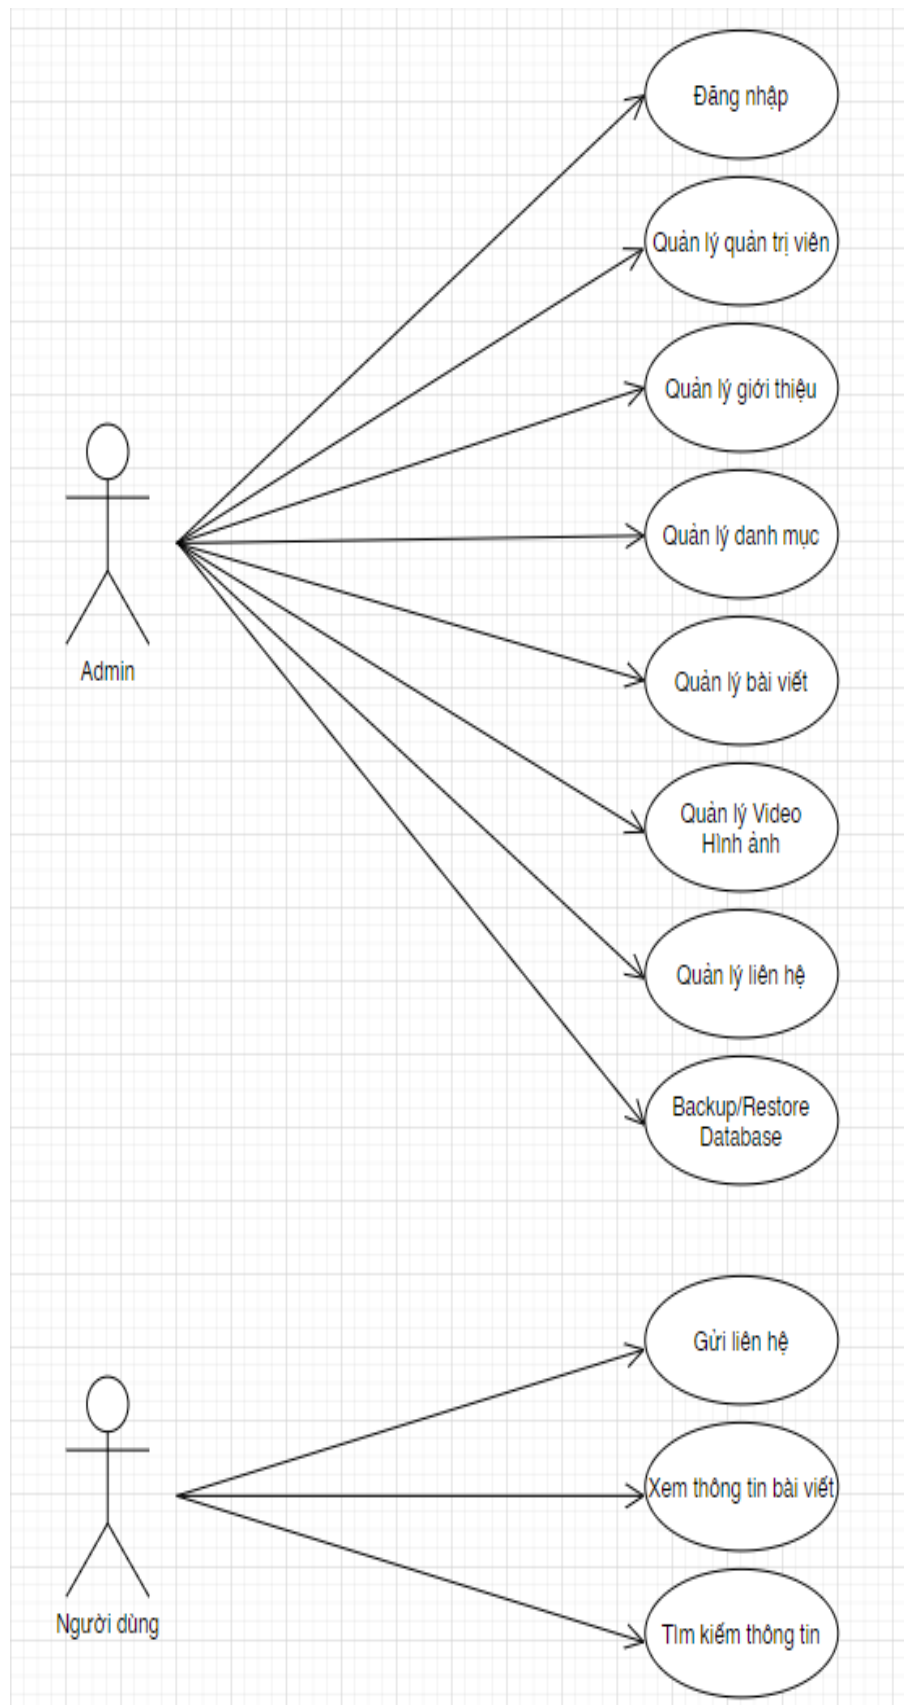 Đăng nhập
Quản lý quản trị viên
Quản lý giới thiệu
Quản lý danh mục
Quản lý bài viết
Quản lý Video
Hình ảnh
Quản lý liên hệ
Backup/Restore
Database
Admin
Gửi liên hệ
Xem thông tin bài viết
Tìm kiếm thông tin
Người dùng